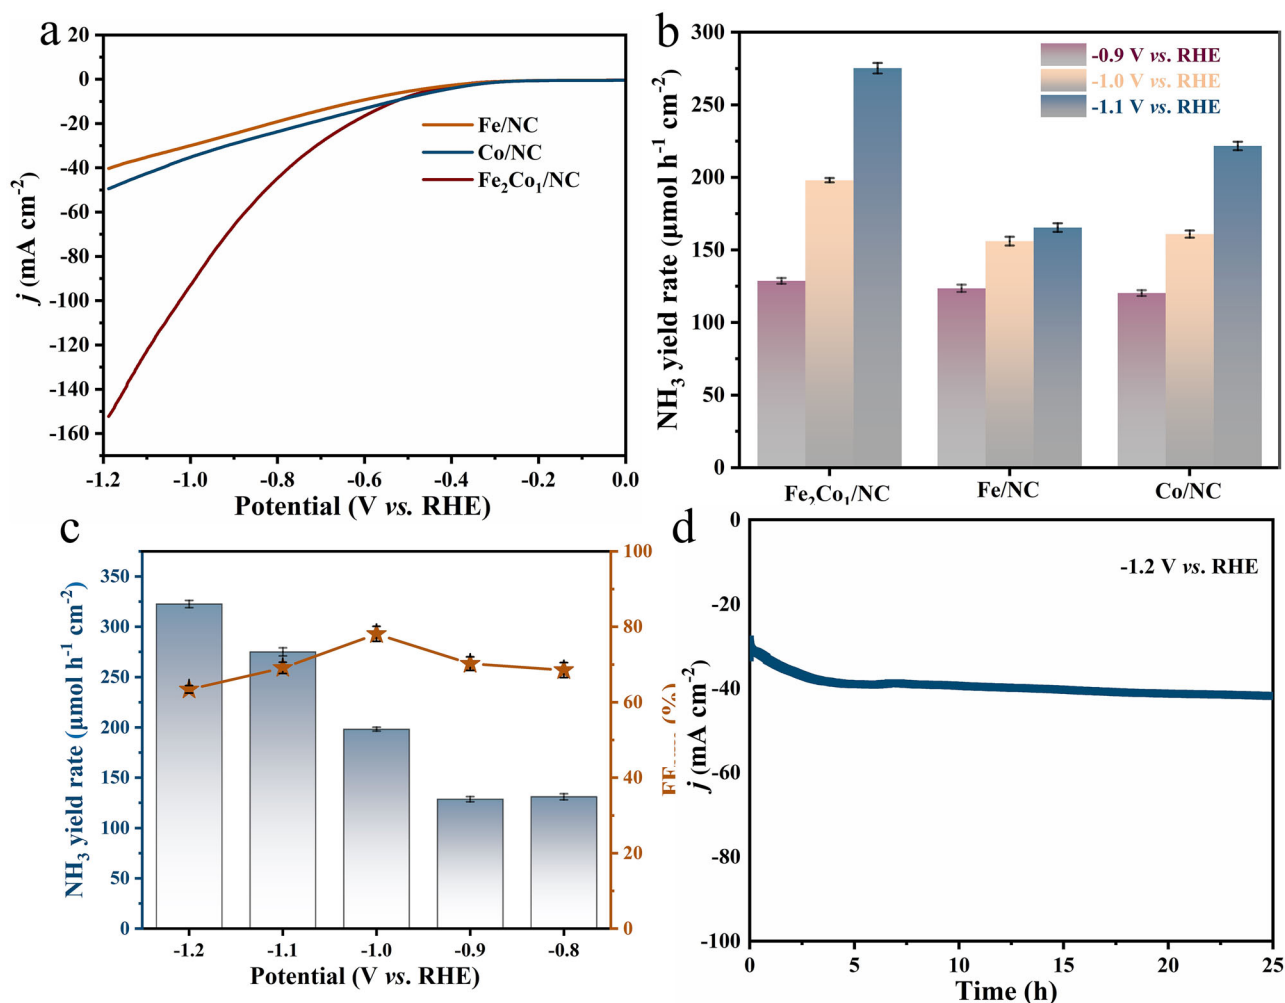 a
20
0
-20
-40
-60
-80
-100
-120
-140
-160
j (mA cm⁻²)
Fe/NC
Co/NC
Fe₂Co₁/NC
-1.2 -1.0 -0.8 -0.6 -0.4 -0.2 0.0
Potential (V vs. RHE)
b
300
250
200
150
100
50
0
NH₃ yield rate (μmol h⁻¹ cm⁻²)
-0.9 V vs. RHE
-1.0 V vs. RHE
-1.1 V vs. RHE
Fe₂Co₁/NC Fe/NC Co/NC
c
350
300
250
200
150
100
50
0
NH₃ yield rate (μmol h⁻¹ cm⁻²)
100
80
60
40
20
0
(%)
-1.2 -1.1 -1.0 -0.9 -0.8
Potential (V vs. RHE)
d
0
-20
-40
-60
-80
-100
j (mA cm⁻²)
-1.2 V vs. RHE
0 5 10 15 20 25
Time (h)